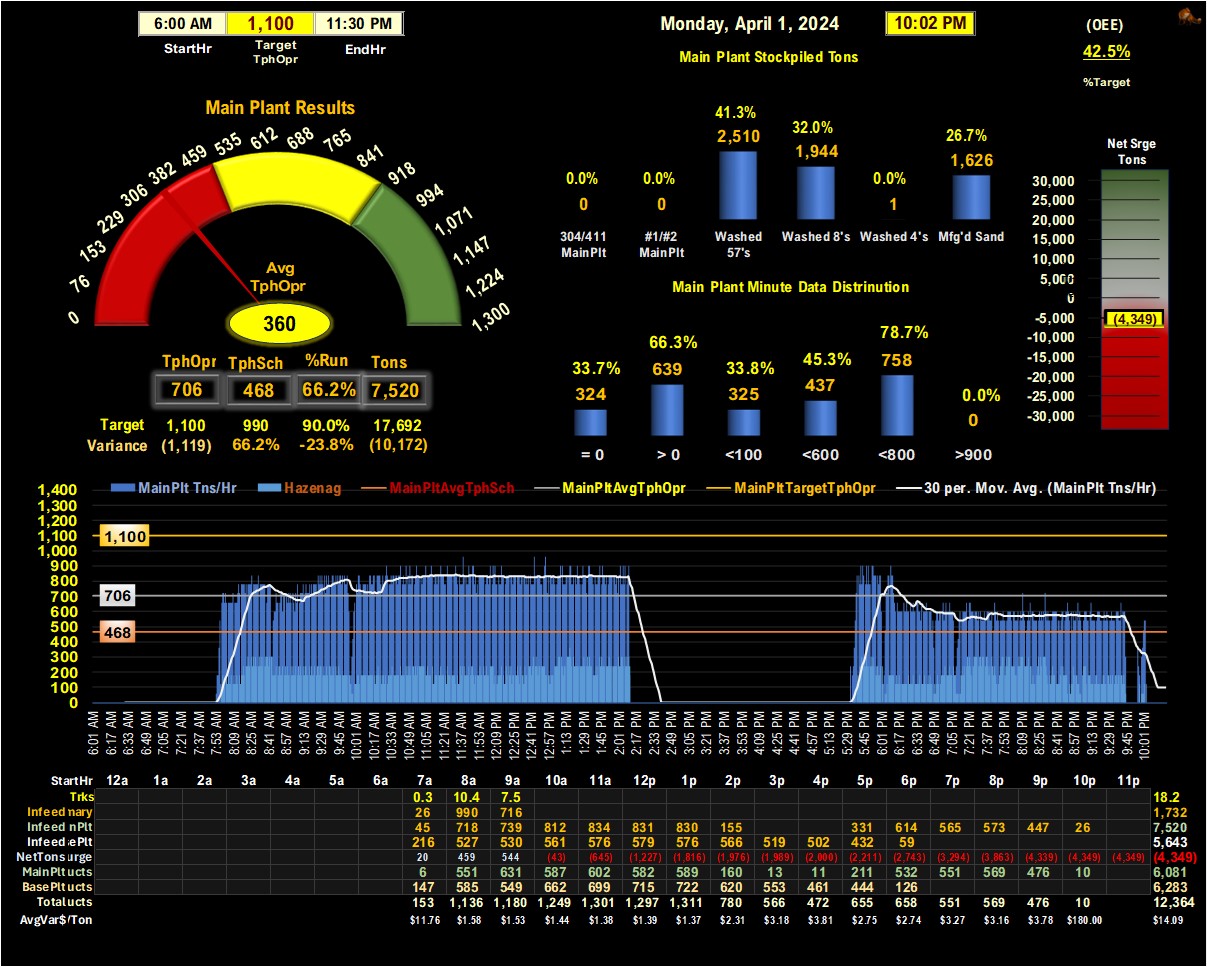 6:00 AM 1,100 11:30 PM
StartHr Target TphOpr EndHr
Monday, April 1, 2024 10:02 PM
(OEE)
42.5%
%Target
Main Plant Stockpiled Tons
41.3% 32.0% 26.7%
2,510 1,944 1,626
0.0% 0.0% 0.0%
0 0 1
304/411 MainPlt #1/#2 MainPlt Washed 57's Washed 8's Washed 4's Mfg'd Sand
Net Srge Tons
30,000
25,000
20,000
15,000
10,000
5,000
0
-5,000
(4,349)
-10,000
-15,000
-20,000
-25,000
-30,000
Main Plant Results
0 76 153 229 306 382 459 535 612 688 765 841 918 994 1,071 1,147 1,224 1,300
Avg
TphOpr
360
TphOpr TphSch %Run Tons
706 468 66.2% 7,520
Target 1,100 990 90.0% 17,692
Variance (1,119) 66.2% -23.8% (10,172)
Main Plant Minute Data Distrinution
33.7% 66.3% 33.8% 45.3% 78.7% 0.0%
324 639 325 437 758 0
= 0 > 0 <100 <600 <800 >900
MainPlt Tns/Hr Hazenag MainPltAvgTphSch MainPltAvgTphOpr MainPltTargetTphOpr 30 per. Mov. Avg. (MainPlt Tns/Hr)
1,400
1,300
1,200
1,100
1,000
900
800
700
600
500
400
300
200
100
0
1,100
706
468
6:01 AM 6:17 AM 6:33 AM 6:49 AM 7:05 AM 7:21 AM 7:37 AM 7:53 AM 8:09 AM 8:25 AM 8:41 AM 8:57 AM 9:13 AM 9:29 AM 9:45 AM 10:01 AM 10:17 AM 10:33 AM 10:49 AM 11:05 AM 11:21 AM 11:37 AM 11:53 AM 12:09 PM 12:25 PM 12:41 PM 12:57 PM 1:13 PM 1:29 PM 1:45 PM 2:01 PM 2:17 PM 2:33 PM 2:49 PM 3:05 PM 3:21 PM 3:37 PM 3:53 PM 4:09 PM 4:25 PM 4:41 PM 4:57 PM 5:13 PM 5:29 PM 5:45 PM 6:01 PM 6:17 PM 6:33 PM 6:49 PM 7:05 PM 7:21 PM 7:37 PM 7:53 PM 8:09 PM 8:25 PM 8:41 PM 8:57 PM 9:13 PM 9:29 PM 9:45 PM 10:01 PM
StartHr 12a 1a 2a 3a 4a 5a 6a 7a 8a 9a 10a 11a 12p 1p 2p 3p 4p 5p 6p 7p 8p 9p 10p 11p
Trks 0.3 10.4 7.5 18.2
Infeed nary 26 990 716 1,732
Infeed nPlt 45 718 739 812 834 831 830 155 331 614 565 573 447 26 7,520
Infeed ePlt 216 527 530 561 576 579 576 566 519 502 432 59 5,643
NetTons urge 20 459 544 (43) (645) (1,227) (1,816) (1,976) (1,989) (2,000) (2,211) (2,743) (3,294) (3,863) (4,339) (4,349) (4,349) (4,349)
MainPlt ucts 6 551 631 587 602 582 589 160 13 11 211 532 551 569 476 10 6,081
BasePlt ucts 147 585 549 662 699 715 722 620 553 461 444 126 6,283
Total ucts 153 1,136 1,180 1,249 1,301 1,297 1,311 780 566 472 655 658 551 569 476 10 12,364
AvgVar$/Ton $11.76 $1.58 $1.53 $1.44 $1.38 $1.39 $1.37 $2.31 $3.18 $3.81 $2.75 $2.74 $3.27 $3.16 $3.78 $180.00 $14.09